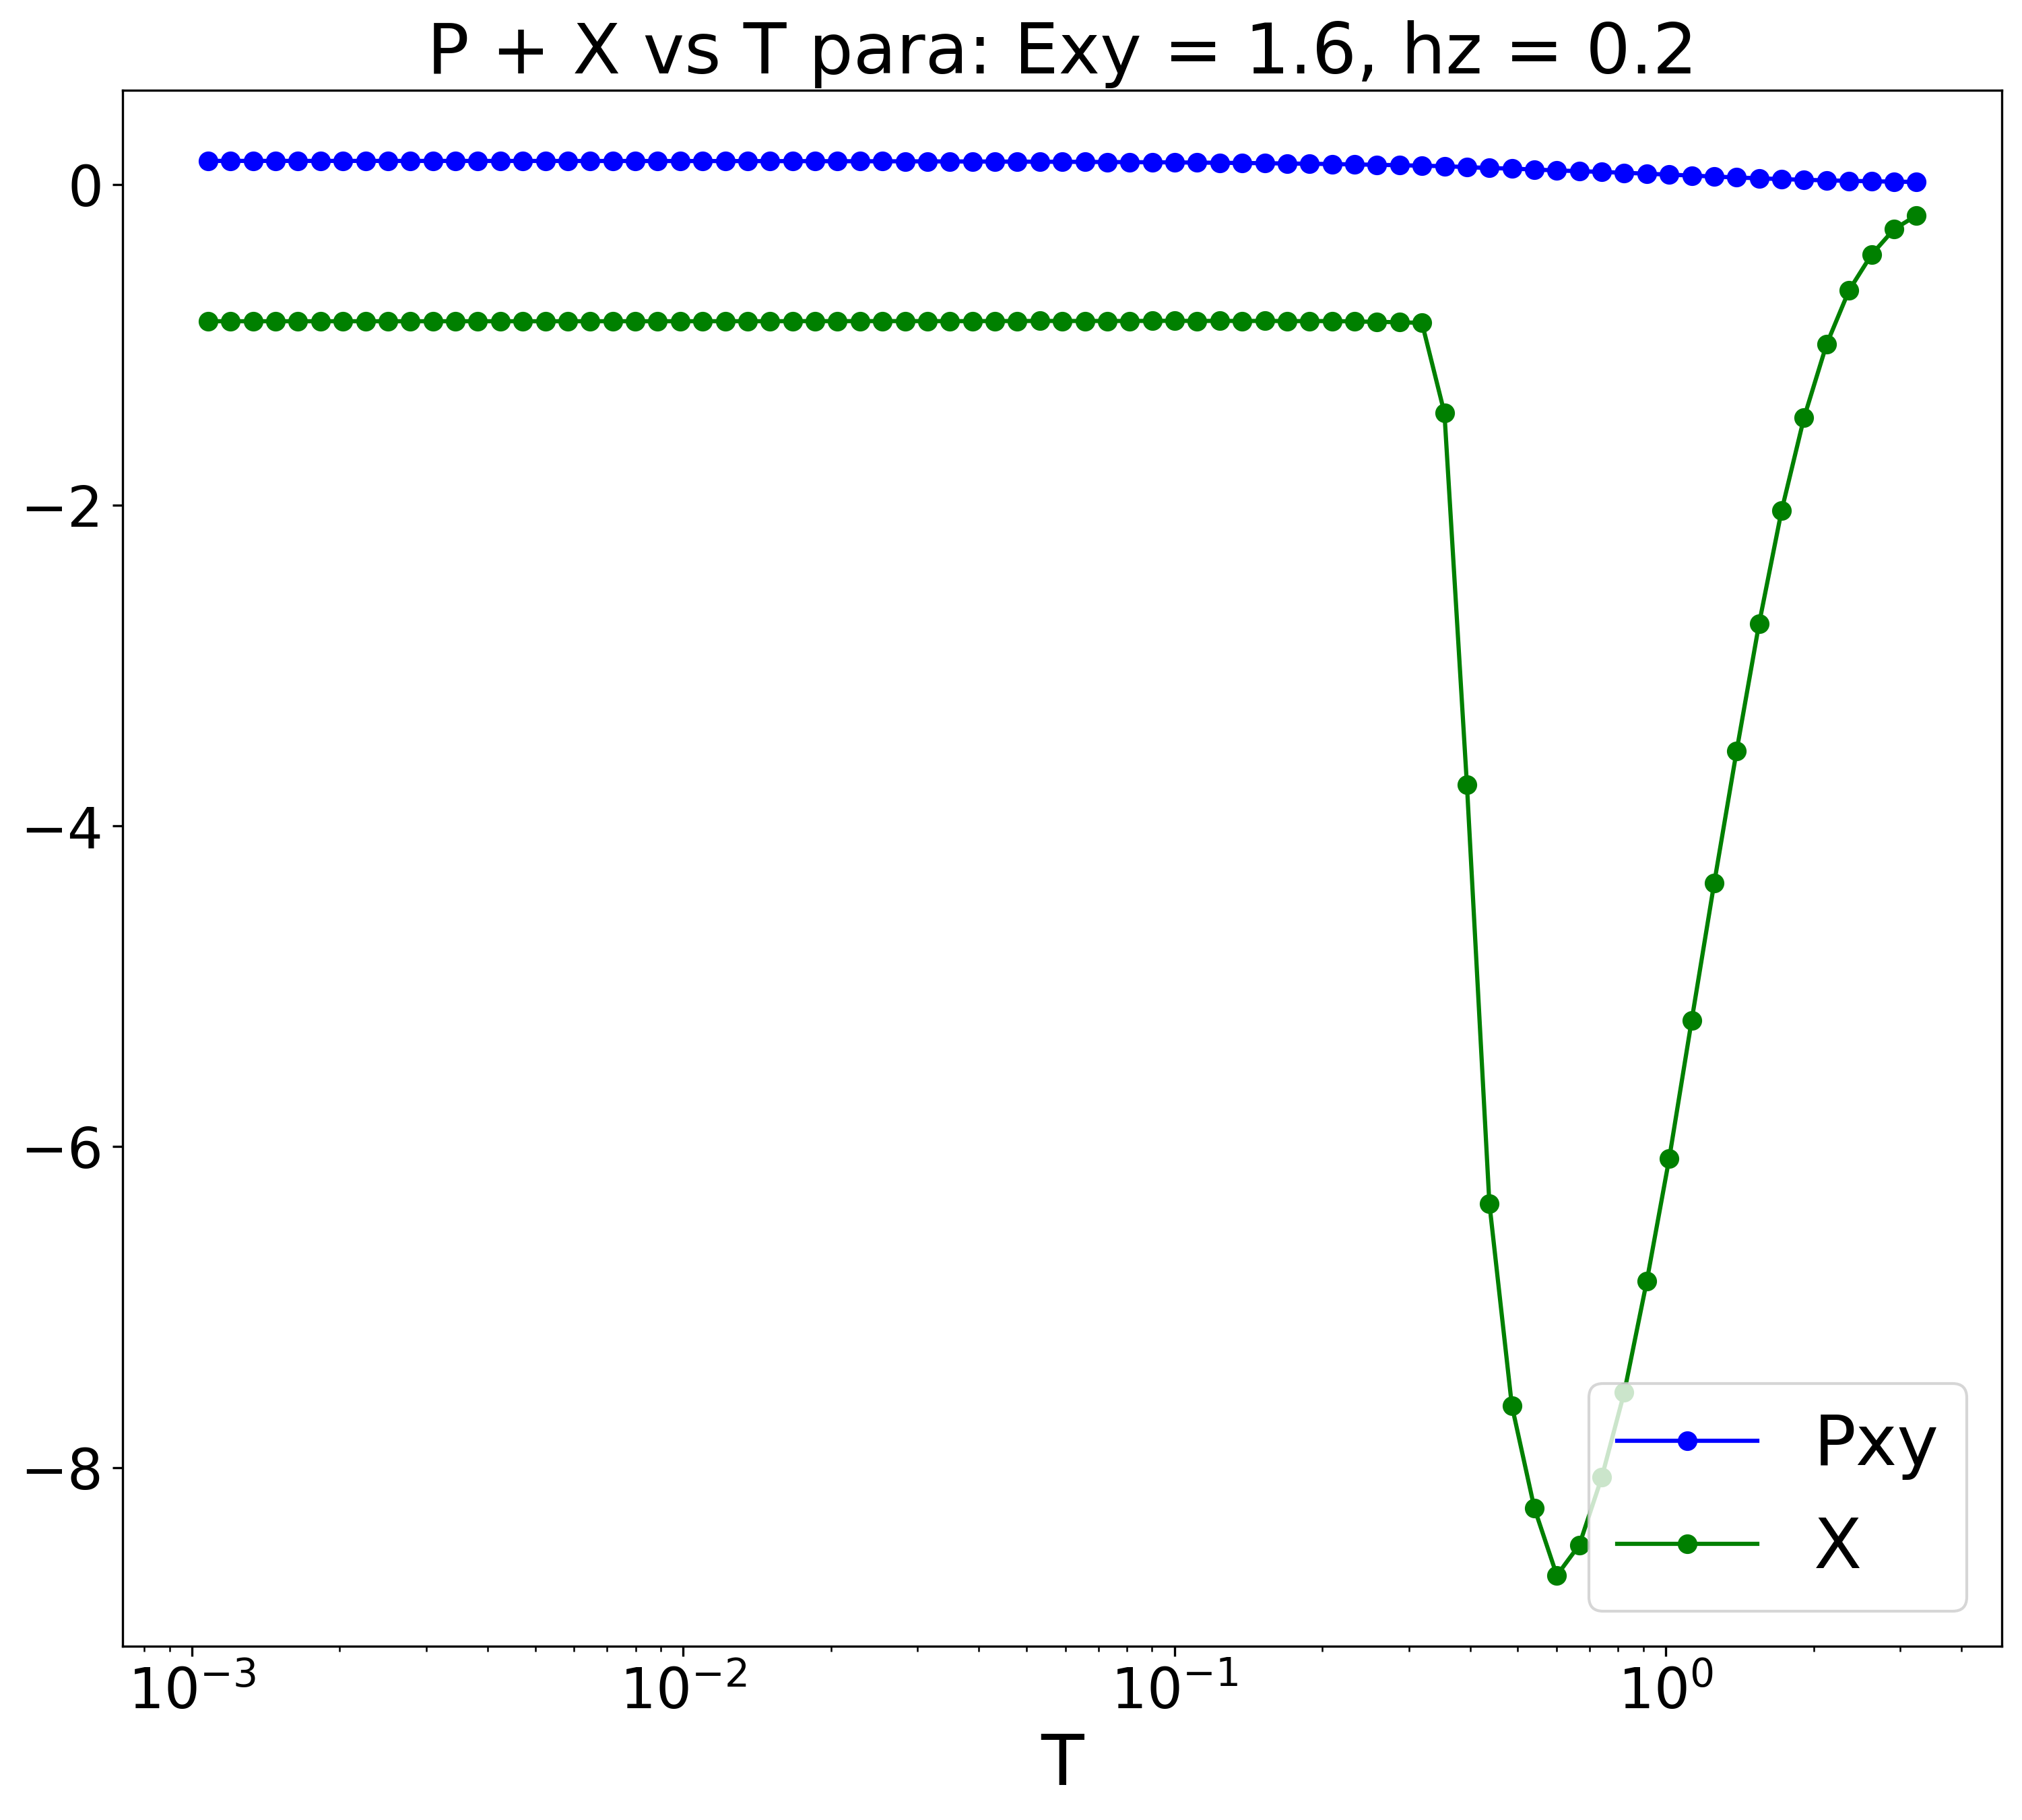 P + X vs T para: Exy = 1.6, hz = 0.2
0
−2
−4
−6
−8
Pxy
X
10⁻³ 10⁻² 10⁻¹ 10⁰
T